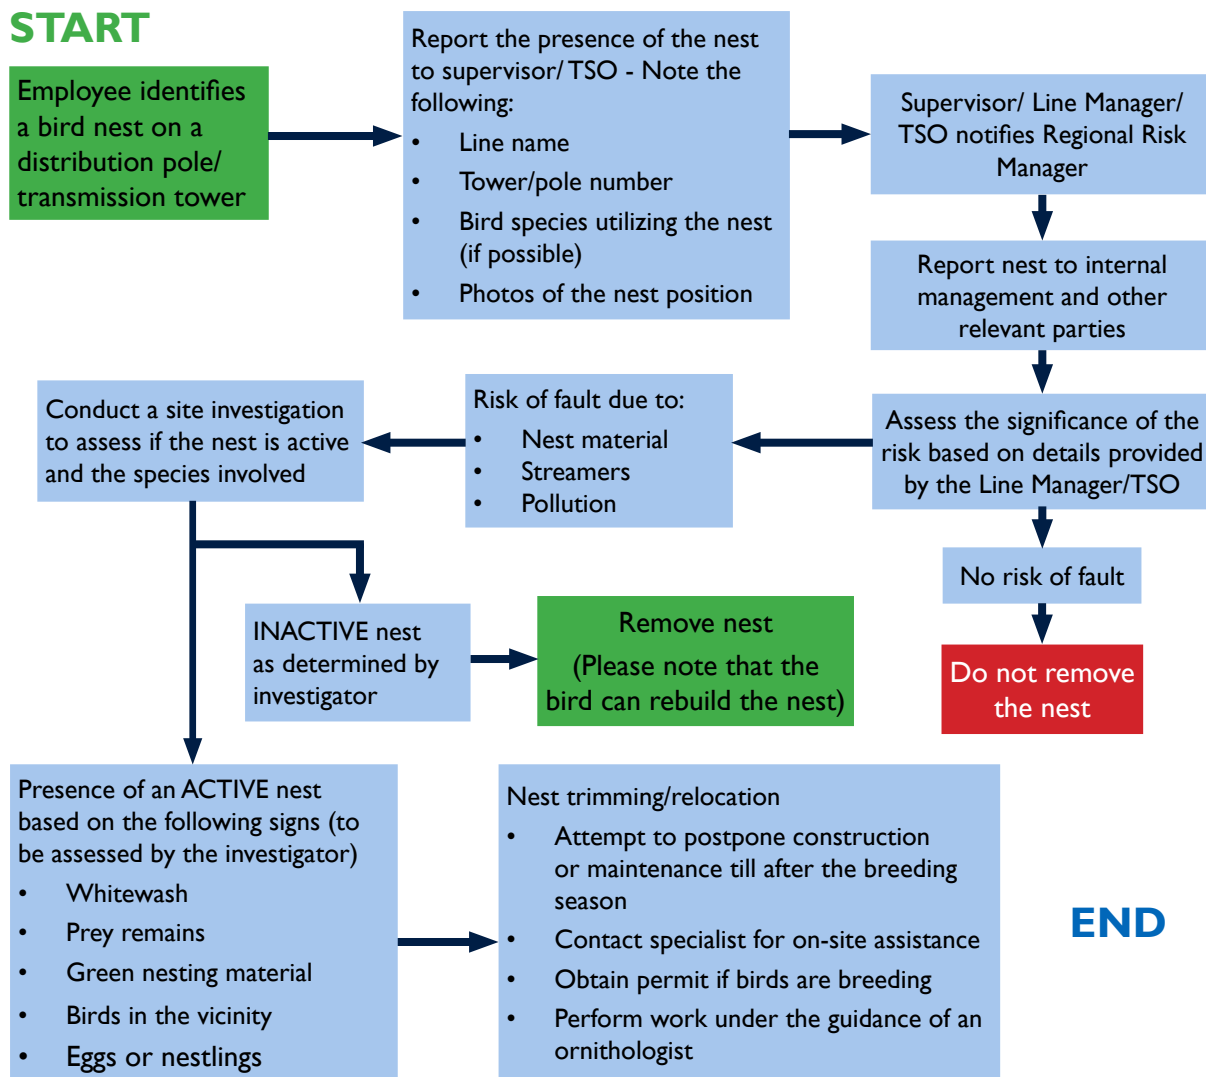 START
Employee identifies
a bird nest on a
distribution pole/
transmission tower
Report the presence of the nest
to supervisor/ TSO - Note the
following:
• Line name
• Tower/pole number
• Bird species utilizing the nest
(if possible)
• Photos of the nest position
Supervisor/ Line Manager/
TSO notifies Regional Risk
Manager
Report nest to internal
management and other
relevant parties
Assess the significance of the
risk based on details provided
by the Line Manager/TSO
Risk of fault due to:
• Nest material
• Streamers
• Pollution
Conduct a site investigation
to assess if the nest is active
and the species involved
No risk of fault
Do not remove
the nest
INACTIVE nest
as determined by
investigator
Remove nest
(Please note that the
bird can rebuild the nest)
Presence of an ACTIVE nest
based on the following signs (to
be assessed by the investigator)
• Whitewash
• Prey remains
• Green nesting material
• Birds in the vicinity
• Eggs or nestlings
Nest trimming/relocation
• Attempt to postpone construction
or maintenance till after the breeding
season
• Contact specialist for on-site assistance
• Obtain permit if birds are breeding
• Perform work under the guidance of an
ornithologist
END